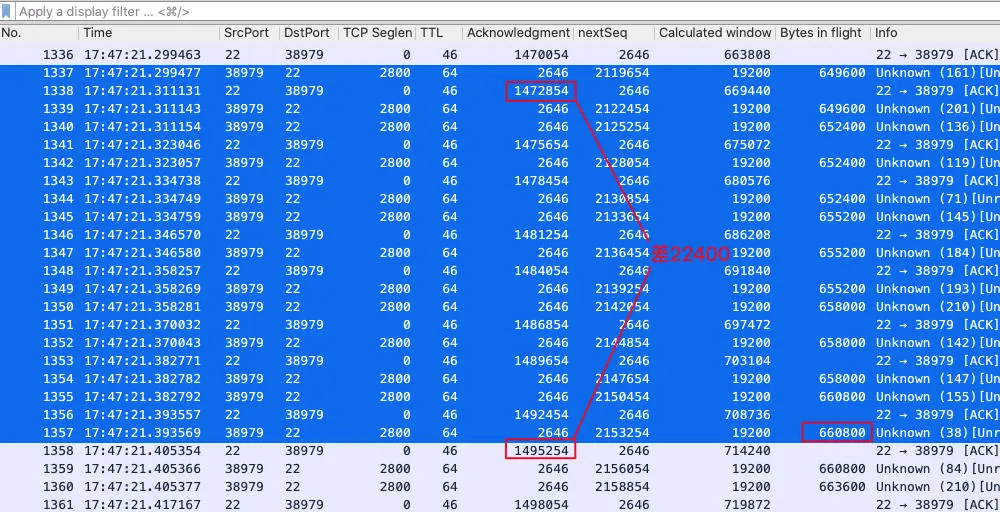 Apply a display filter ... <⌘/>
No. Time SrcPort DstPort TCP Seglen TTL Acknowledgment nextSeq Calculated window Bytes in flight Info
1336 17:47:21.299463 22 38979 0 46 1470054 2646 663808 22 → 38979 [ACK]
1337 17:47:21.299477 38979 22 2800 64 2646 2119654 19200 649600 Unknown (161)[Un
1338 17:47:21.311131 22 38979 0 46 1472854 2646 669440 22 → 38979 [ACK]
1339 17:47:21.311143 38979 22 2800 64 2646 2122454 19200 649600 Unknown (201)[Un
1340 17:47:21.311154 38979 22 2800 64 2646 2125254 19200 652400 Unknown (136)[Un
1341 17:47:21.323046 22 38979 0 46 1475654 2646 675072 22 → 38979 [ACK]
1342 17:47:21.323057 38979 22 2800 64 2646 2128054 19200 652400 Unknown (119)[Un
1343 17:47:21.334738 22 38979 0 46 1478454 2646 680576 22 → 38979 [ACK]
1344 17:47:21.334749 38979 22 2800 64 2646 2130854 19200 652400 Unknown (71)[Unr
1345 17:47:21.334759 38979 22 2800 64 2646 2133654 19200 655200 Unknown (145)[Un
1346 17:47:21.346570 22 38979 0 46 1481254 2646 686208 22 → 38979 [ACK]
1347 17:47:21.346580 38979 22 2800 64 2646 2136454 19200 655200 Unknown (184)[Un
差22400
1348 17:47:21.358257 22 38979 0 46 1484054 2646 691840 22 → 38979 [ACK]
1349 17:47:21.358269 38979 22 2800 64 2646 2139254 19200 655200 Unknown (193)[Un
1350 17:47:21.358281 38979 22 2800 64 2646 2142054 19200 658000 Unknown (210)[Un
1351 17:47:21.370032 22 38979 0 46 1486854 2646 697472 22 → 38979 [ACK]
1352 17:47:21.370043 38979 22 2800 64 2646 2144854 19200 658000 Unknown (142)[Un
1353 17:47:21.382771 22 38979 0 46 1489654 2646 703104 22 → 38979 [ACK]
1354 17:47:21.382782 38979 22 2800 64 2646 2147654 19200 658000 Unknown (147)[Un
1355 17:47:21.382792 38979 22 2800 64 2646 2150454 19200 660800 Unknown (155)[Un
1356 17:47:21.393557 22 38979 0 46 1492454 2646 708736 22 → 38979 [ACK]
1357 17:47:21.393569 38979 22 2800 64 2646 2153254 19200 660800 Unknown (38)[Unr
1358 17:47:21.405354 22 38979 0 46 1495254 2646 714240 22 → 38979 [ACK]
1359 17:47:21.405366 38979 22 2800 64 2646 2156054 19200 660800 Unknown (84)[Unr
1360 17:47:21.405377 38979 22 2800 64 2646 2158854 19200 663600 Unknown (210)[Un
1361 17:47:21.417167 22 38979 0 46 1498054 2646 719872 22 → 38979 [ACK]